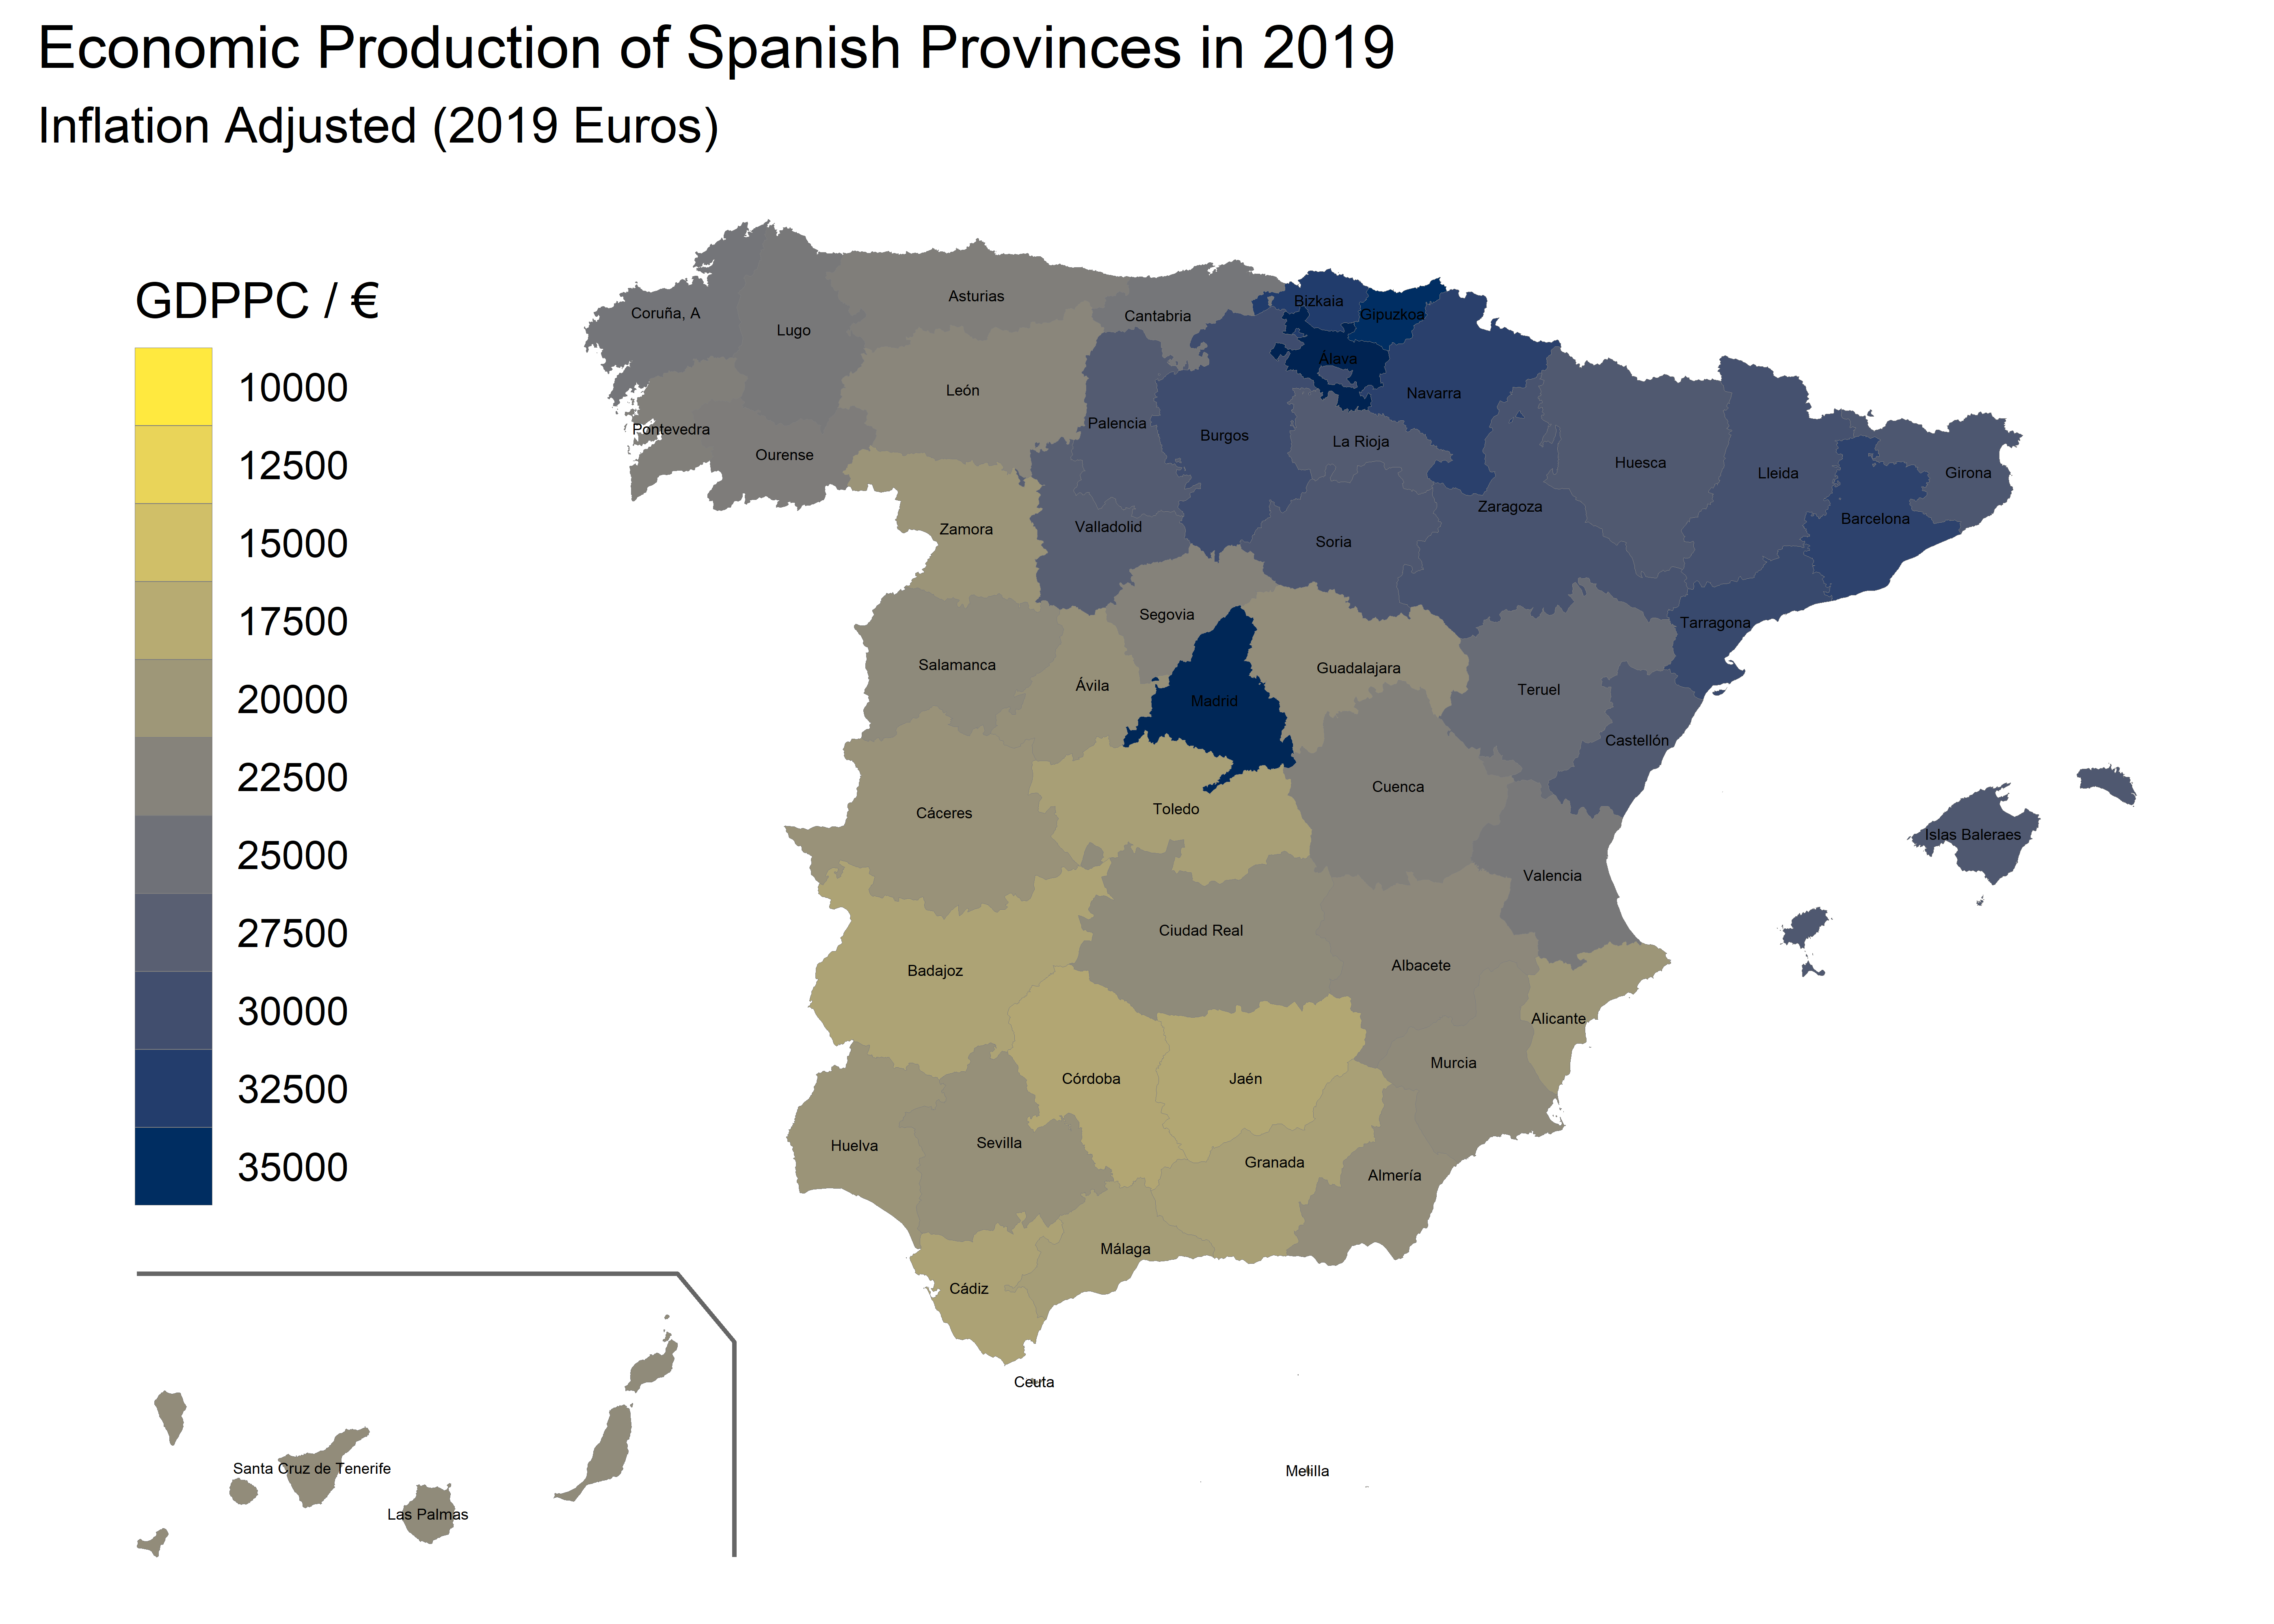 Economic Production of Spanish Provinces in 2019
Inflation Adjusted (2019 Euros)
GDPPC / €
10000
12500
15000
17500
20000
22500
25000
27500
30000
32500
35000
Asturias
Bizkaia
Coruña, A
Cantabria
Gipuzkoa
Lugo
Álava
León
Navarra
Palencia
Pontevedra
Burgos
La Rioja
Ourense
Huesca
Lleida
Girona
Zaragoza
Barcelona
Zamora
Valladolid
Soria
Segovia
Tarragona
Salamanca
Guadalajara
Ávila
Teruel
Madrid
Castellón
Cuenca
Cáceres
Toledo
Islas Baleraes
Valencia
Ciudad Real
Albacete
Badajoz
Alicante
Murcia
Córdoba
Jaén
Huelva
Sevilla
Granada
Almería
Málaga
Cádiz
Ceuta
Santa Cruz de Tenerife
Melilla
Las Palmas